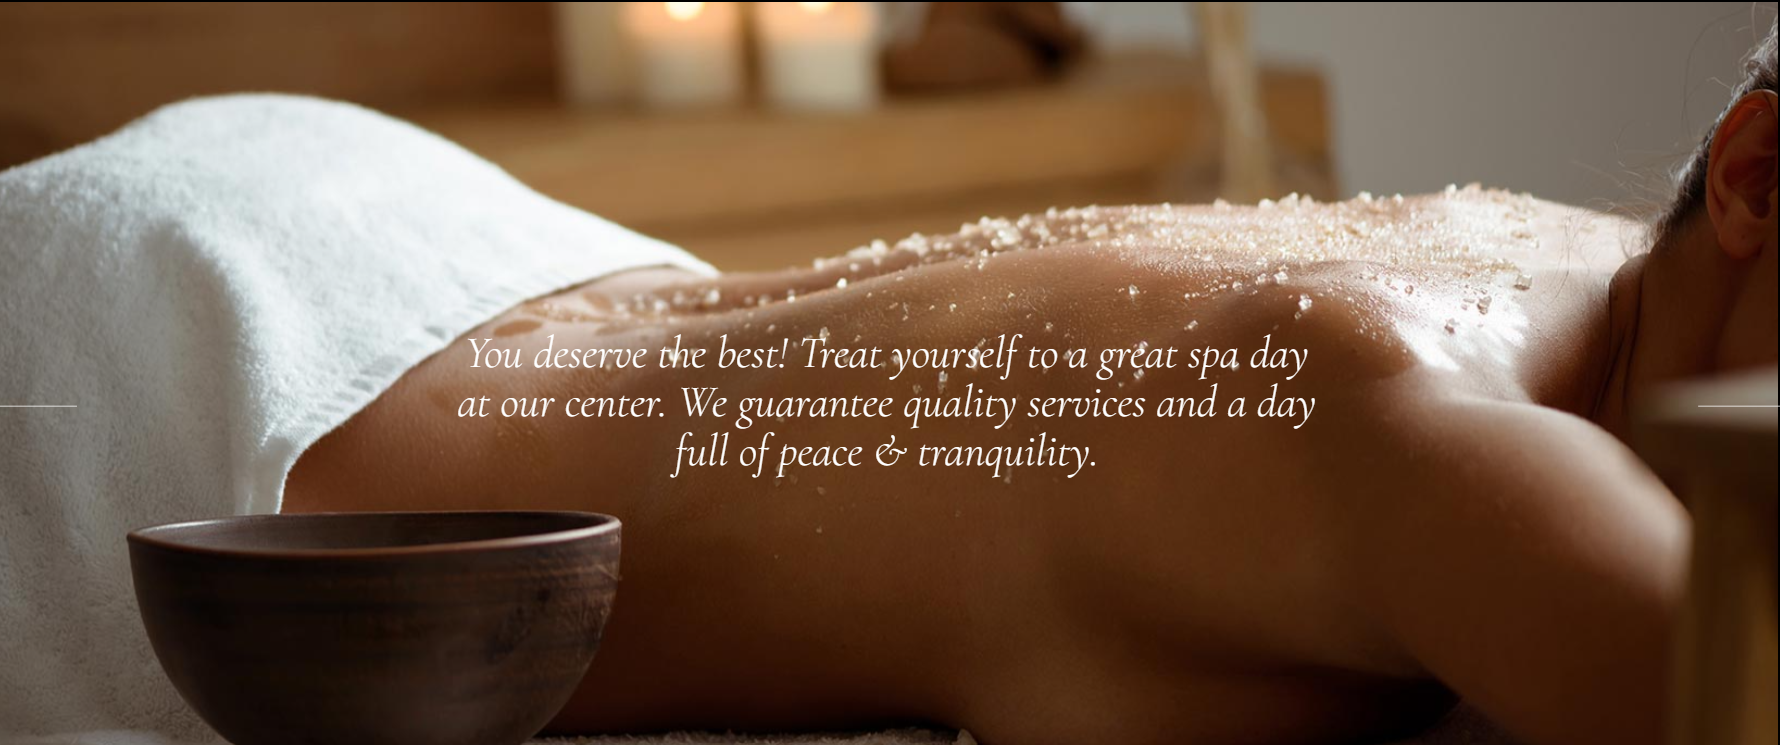 You deserve the best! Treat yourself to a great spa day
at our center. We guarantee quality services and a day
full of peace & tranquility.